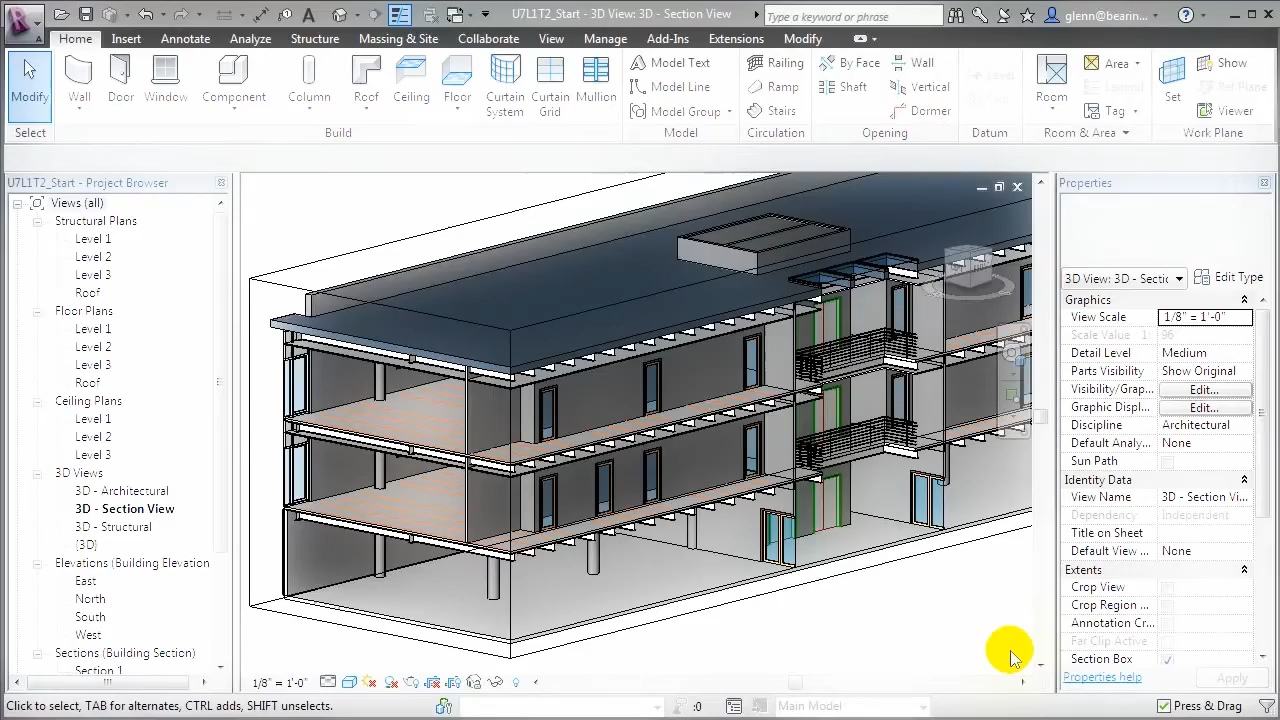 U7L1T2_Start - 3D View: 3D - Section View
Type a keyword or phrase
glenn@bearin...
Home Insert Annotate Analyze Structure Massing & Site Collaborate View Manage Add-Ins Extensions Modify
Modify Wall Door Window Component Column Roof Ceiling Floor Curtain System Curtain Grid Mullion
Model Text
Model Line
Model Group
Railing
Ramp
Stairs
By Face
Shaft
Wall
Vertical
Dormer
Level
Room
Area
Legend
Tag
Set
Show
Ref Plane
Viewer
Select Build Model Circulation Opening Datum Room & Area Work Plane
U7L1T2_Start - Project Browser
Views (all)
Structural Plans
Level 1
Level 2
Level 3
Roof
Floor Plans
Level 1
Level 2
Level 3
Roof
Ceiling Plans
Level 1
Level 2
Level 3
3D Views
3D - Architectural
3D - Section View
3D - Structural
{3D}
Elevations (Building Elevation
East
North
South
West
Sections (Building Section)
Section 1
Properties
3D View: 3D - Sectic Edit Type
Graphics
View Scale 1/8" = 1'-0"
Scale Value 1: 96
Detail Level Medium
Parts Visibility Show Original
Visibility/Grap... Edit...
Graphic Displ... Edit...
Discipline Architectural
Default Analy... None
Sun Path
Identity Data
View Name 3D - Section Vi...
Dependency Independent
Title on Sheet
Default View ... None
Extents
Crop View
Crop Region ...
Annotation Cr...
Far Clip Active
Section Box
Properties help Apply
1/8" = 1'-0"
Click to select, TAB for alternates, CTRL adds, SHIFT unselects.
:0
Main Model
Press & Drag